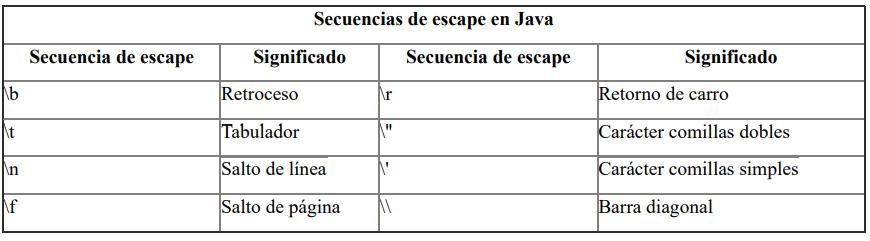 Secuencias de escape en Java
Secuencia de escape Significado Secuencia de escape Significado
\b Retroceso \r Retorno de carro
\t Tabulador \" Carácter comillas dobles
\n Salto de línea \' Carácter comillas simples
\f Salto de página \\ Barra diagonal